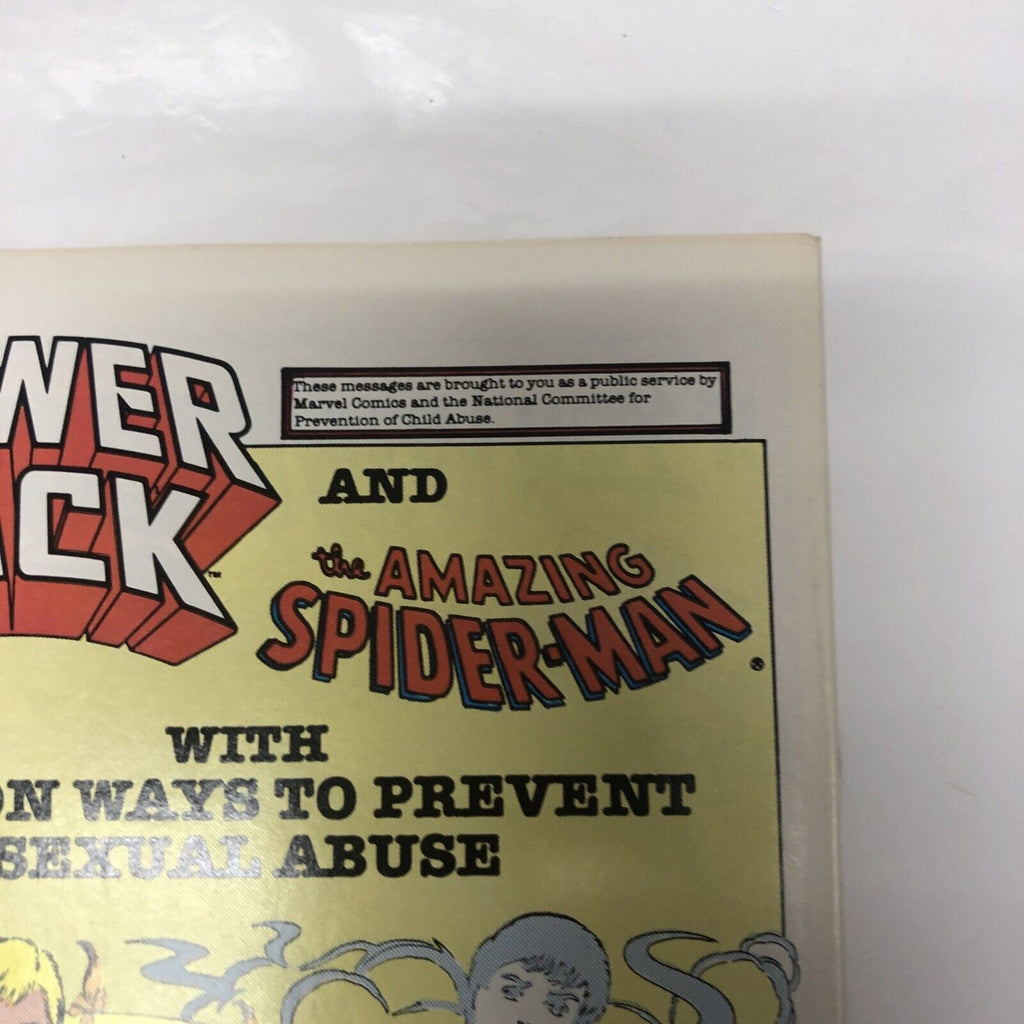 These messages are brought to you as a public service by
Marvel Comics and the National Committee for
Prevention of Child Abuse.
WER
CK™
AND
the AMAZING
SPIDER-MAN®
WITH
ON WAYS TO PREVENT
SEXUAL ABUSE